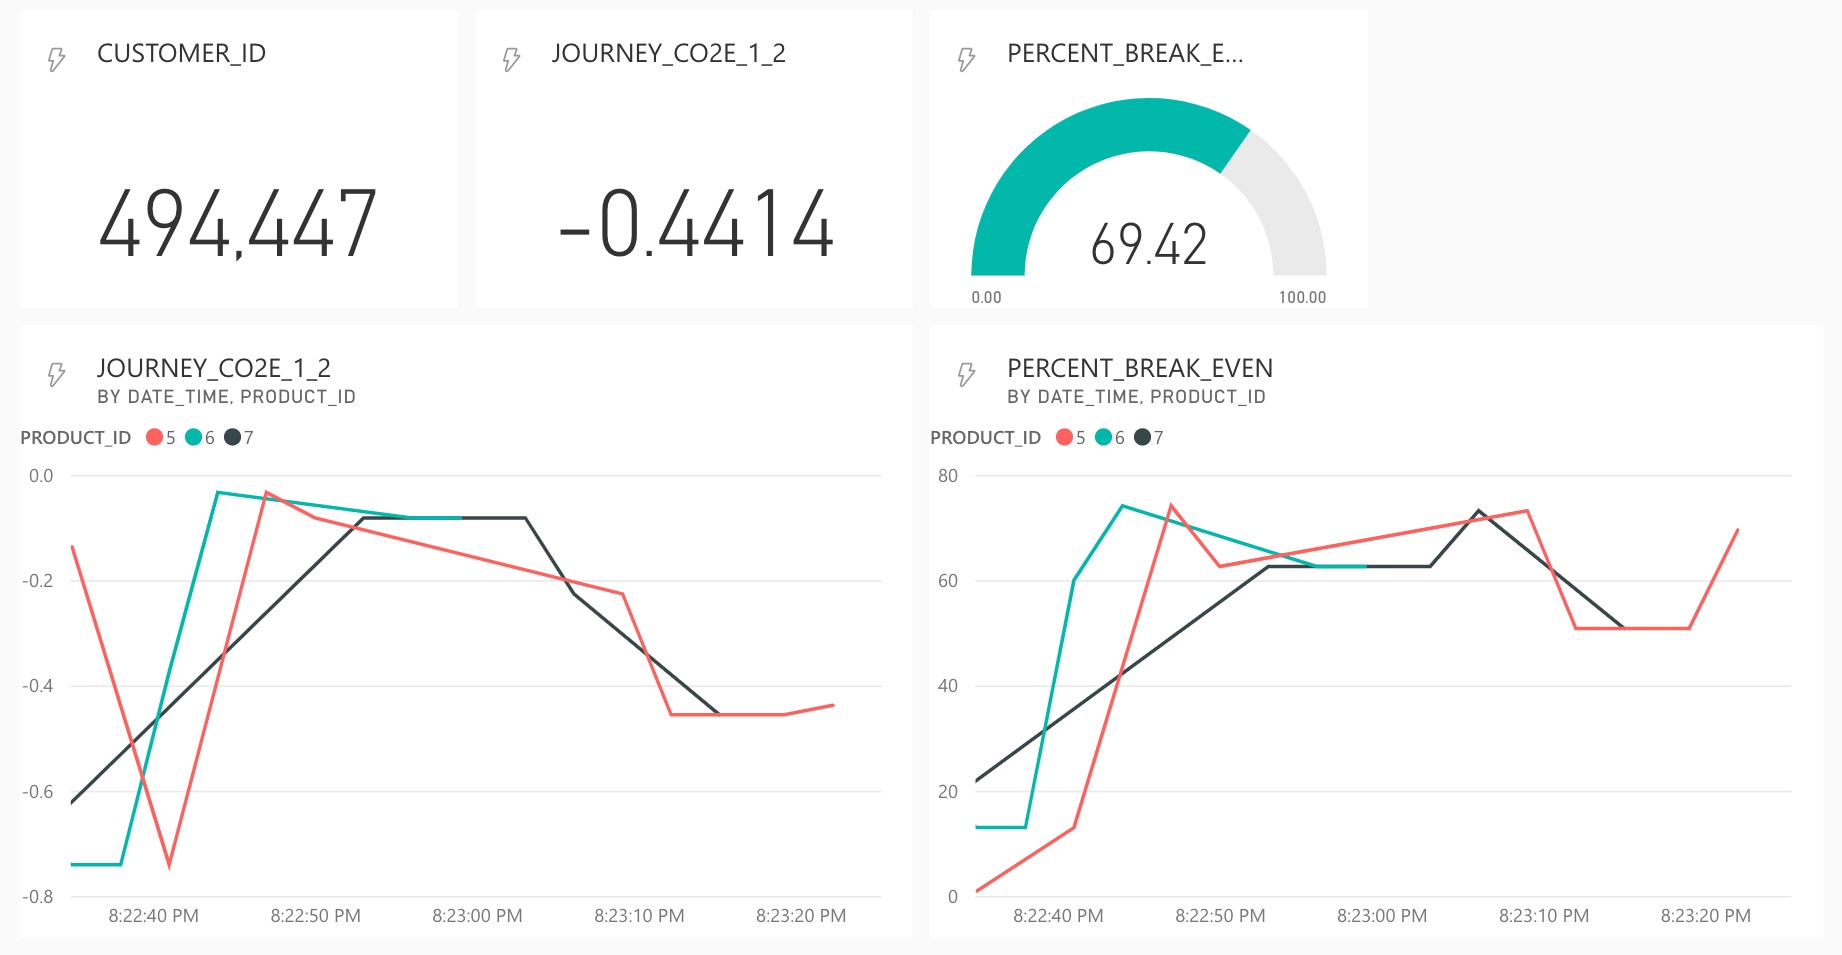 CUSTOMER_ID
494,447
JOURNEY_CO2E_1_2
-0.4414
PERCENT_BREAK_E...
69.42
0.00
100.00
JOURNEY_CO2E_1_2
BY DATE_TIME, PRODUCT_ID
PRODUCT_ID 5 6 7
0.0
-0.2
-0.4
-0.6
-0.8
8:22:40 PM 8:22:50 PM 8:23:00 PM 8:23:10 PM 8:23:20 PM
PERCENT_BREAK_EVEN
BY DATE_TIME, PRODUCT_ID
PRODUCT_ID 5 6 7
80
60
40
20
0
8:22:40 PM 8:22:50 PM 8:23:00 PM 8:23:10 PM 8:23:20 PM